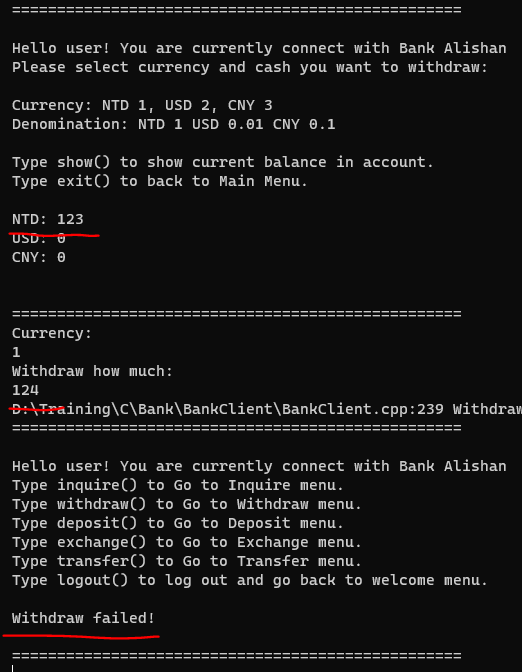 ==================================================
Hello user! You are currently connect with Bank Alishan
Please select currency and cash you want to withdraw:
Currency: NTD 1, USD 2, CNY 3
Denomination: NTD 1 USD 0.01 CNY 0.1
Type show() to show current balance in account.
Type exit() to back to Main Menu.
NTD: 123
USD: 0
CNY: 0
==================================================
Currency:
1
Withdraw how much:
124
D:\Training\C\Bank\BankClient\BankClient.cpp:239 Withdraw
==================================================
Hello user! You are currently connect with Bank Alishan
Type inquire() to Go to Inquire menu.
Type withdraw() to Go to Withdraw menu.
Type deposit() to Go to Deposit menu.
Type exchange() to Go to Exchange menu.
Type transfer() to Go to Transfer menu.
Type logout() to log out and go back to welcome menu.
Withdraw failed!
==================================================